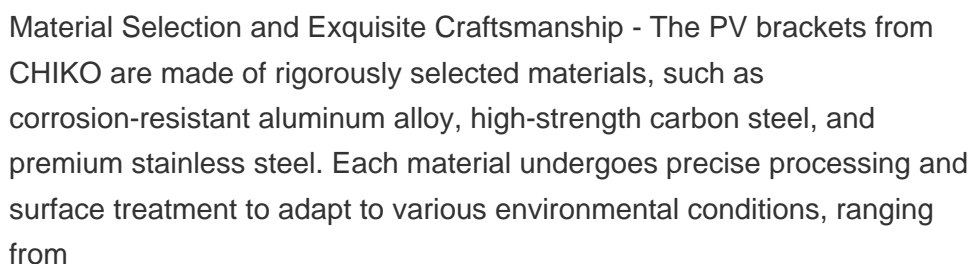 Material Selection and Exquisite Craftsmanship - The PV brackets from
CHIKO are made of rigorously selected materials, such as
corrosion-resistant aluminum alloy, high-strength carbon steel, and
premium stainless steel. Each material undergoes precise processing and
surface treatment to adapt to various environmental conditions, ranging
from